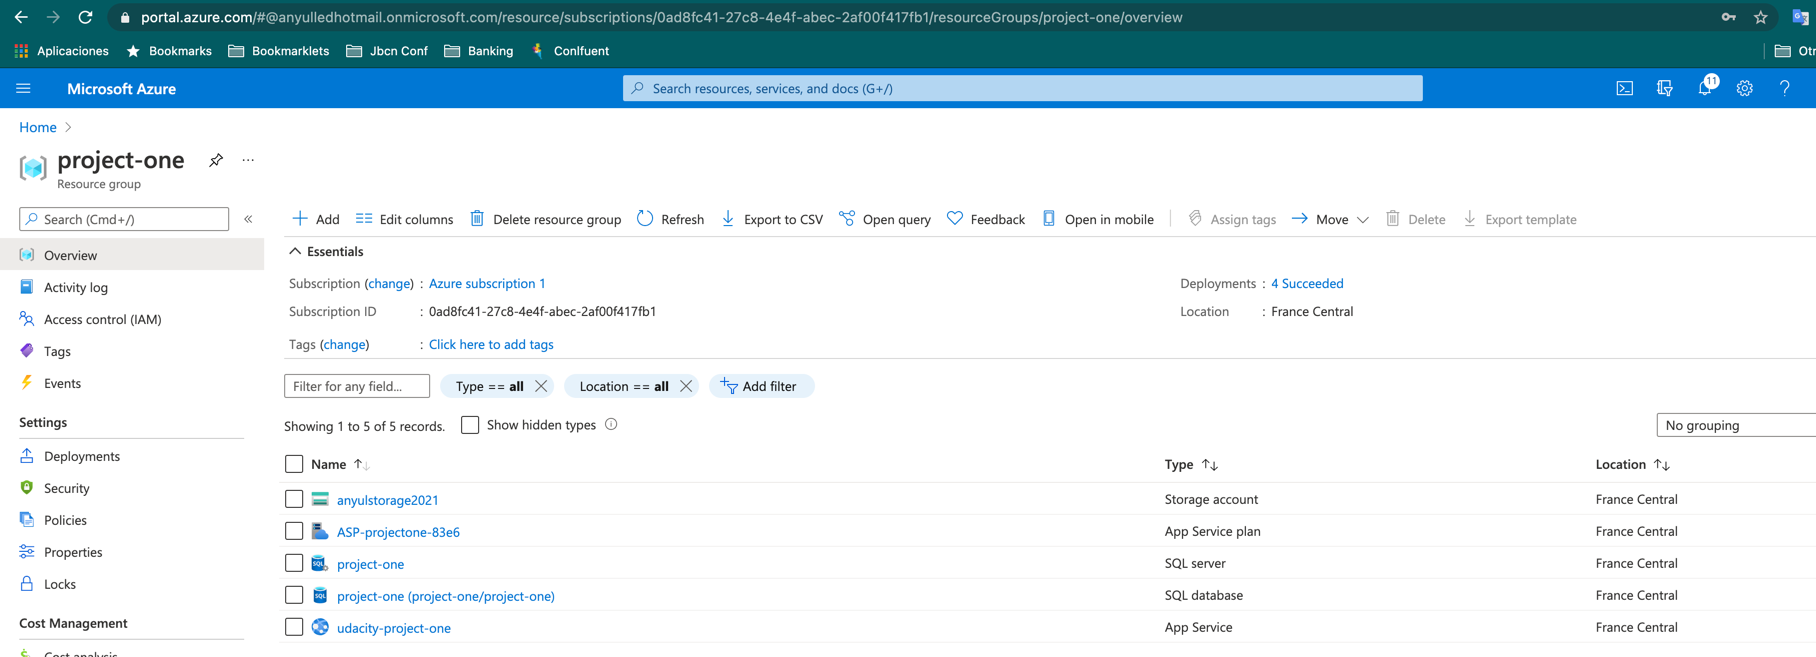 portal.azure.com/#@anyulledhotmail.onmicrosoft.com/resource/subscriptions/0ad8fc41-27c8-4e4f-abec-2af00f417fb1/resourceGroups/project-one/overview
Aplicaciones Bookmarks Bookmarklets Jbcn Conf Banking Conlfuent Otr
Microsoft Azure Search resources, services, and docs (G+/) 11
Home
project-one
Resource group
Search (Cmd+/)
Overview
Activity log
Access control (IAM)
Tags
Events
Settings
Deployments
Security
Policies
Properties
Locks
Cost Management
Cost analysis
Add Edit columns Delete resource group Refresh Export to CSV Open query Feedback Open in mobile Assign tags Move Delete Export template
Essentials
Subscription (change) : Azure subscription 1
Subscription ID : 0ad8fc41-27c8-4e4f-abec-2af00f417fb1
Tags (change) : Click here to add tags
Deployments : 4 Succeeded
Location : France Central
Filter for any field... Type == all Location == all Add filter
Showing 1 to 5 of 5 records. Show hidden types No grouping
Name Type Location
anyulstorage2021 Storage account France Central
ASP-projectone-83e6 App Service plan France Central
project-one SQL server France Central
project-one (project-one/project-one) SQL database France Central
udacity-project-one App Service France Central